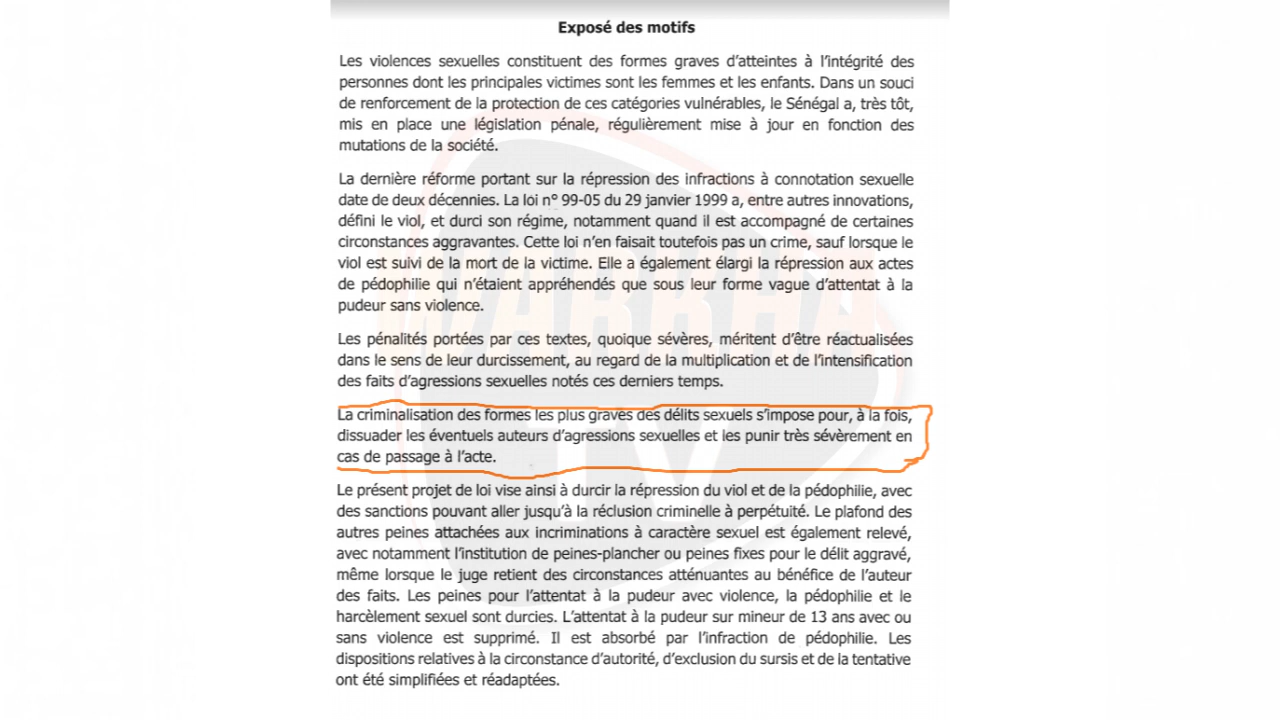 Exposé des motifs
Les violences sexuelles constituent des formes graves d'atteintes à l'intégrité des
personnes dont les principales victimes sont les femmes et les enfants. Dans un souci
de renforcement de la protection de ces catégories vulnérables, le Sénégal a, très tôt,
mis en place une législation pénale, régulièrement mise à jour en fonction des
mutations de la société.
La dernière réforme portant sur la répression des infractions à connotation sexuelle
date de deux décennies. La loi n° 99-05 du 29 janvier 1999 a, entre autres innovations,
défini le viol, et durci son régime, notamment quand il est accompagné de certaines
circonstances aggravantes. Cette loi n'en faisait toutefois pas un crime, sauf lorsque le
viol est suivi de la mort de la victime. Elle a également élargi la répression aux actes
de pédophilie qui n'étaient appréhendés que sous leur forme vague d'attentat à la
pudeur sans violence.
Les pénalités portées par ces textes, quoique sévères, méritent d'être réactualisées
dans le sens de leur durcissement, au regard de la multiplication et de l'intensification
des faits d'agressions sexuelles notés ces derniers temps.
La criminalisation des formes les plus graves des délits sexuels s'impose pour, à la fois,
dissuader les éventuels auteurs d'agressions sexuelles et les punir très sévèrement en
cas de passage à l'acte.
Le présent projet de loi vise ainsi à durcir la répression du viol et de la pédophilie, avec
des sanctions pouvant aller jusqu'à la réclusion criminelle à perpétuité. Le plafond des
autres peines attachées aux incriminations à caractère sexuel est également relevé,
avec notamment l'institution de peines-plancher ou peines fixes pour le délit aggravé,
même lorsque le juge retient des circonstances atténuantes au bénéfice de l'auteur
des faits. Les peines pour l'attentat à la pudeur avec violence, la pédophilie et le
harcèlement sexuel sont durcies. L'attentat à la pudeur sur mineur de 13 ans avec ou
sans violence est supprimé. Il est absorbé par l'infraction de pédophilie. Les
dispositions relatives à la circonstance d'autorité, d'exclusion du sursis et de la tentative
ont été simplifiées et réadaptées.
TV